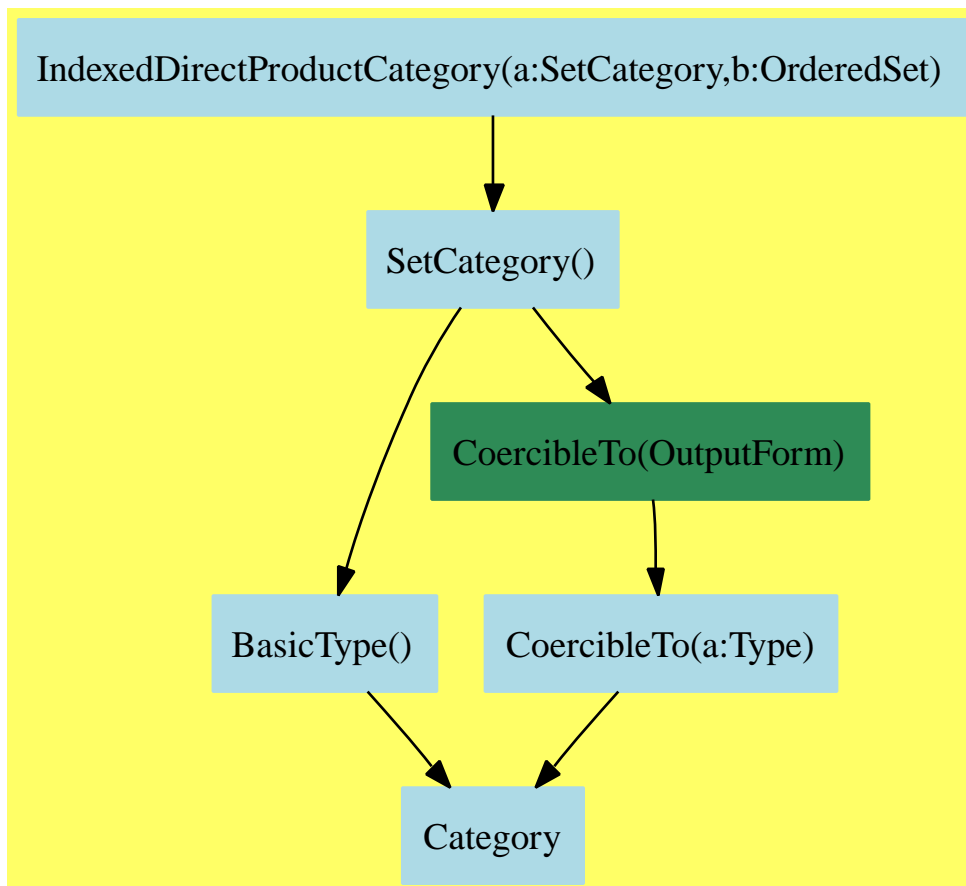 IndexedDirectProductCategory(a:SetCategory,b:OrderedSet)
SetCategory()
CoercibleTo(OutputForm)
BasicType()
CoercibleTo(a:Type)
Category